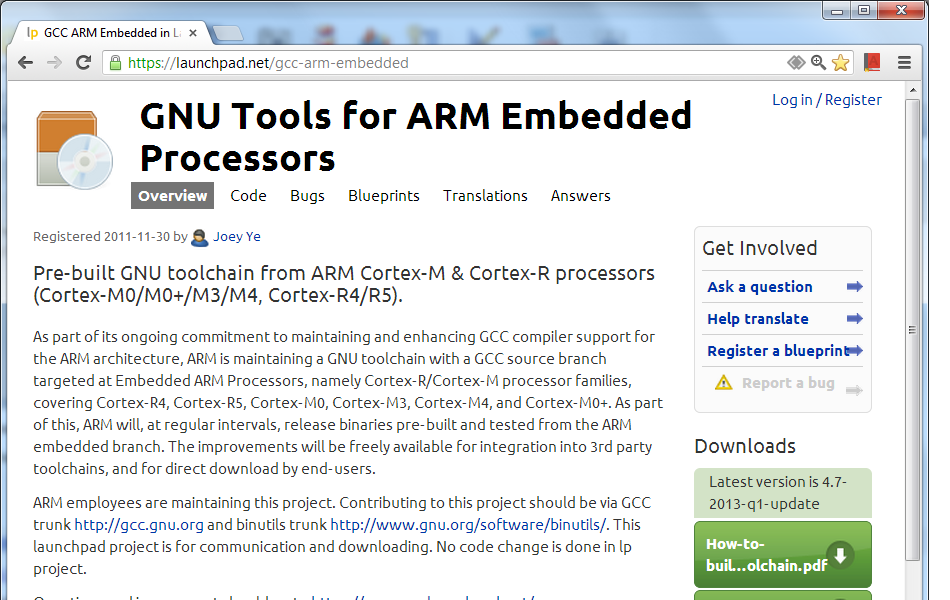 lp GCC ARM Embedded in L
https://launchpad.net/gcc-arm-embedded
Log in / Register
GNU Tools for ARM Embedded
Processors
Overview Code Bugs Blueprints Translations Answers
Registered 2011-11-30 by Joey Ye
Pre-built GNU toolchain from ARM Cortex-M & Cortex-R processors
(Cortex-M0/M0+/M3/M4, Cortex-R4/R5).
As part of its ongoing commitment to maintaining and enhancing GCC compiler support for
the ARM architecture, ARM is maintaining a GNU toolchain with a GCC source branch
targeted at Embedded ARM Processors, namely Cortex-R/Cortex-M processor families,
covering Cortex-R4, Cortex-R5, Cortex-M0, Cortex-M3, Cortex-M4, and Cortex-M0+. As part
of this, ARM will, at regular intervals, release binaries pre-built and tested from the ARM
embedded branch. The improvements will be freely available for integration into 3rd party
toolchains, and for direct download by end-users.
ARM employees are maintaining this project. Contributing to this project should be via GCC
trunk http://gcc.gnu.org and binutils trunk http://www.gnu.org/software/binutils/. This
launchpad project is for communication and downloading. No code change is done in lp
project.
Get Involved
Ask a question
Help translate
Register a blueprint
Report a bug
Downloads
Latest version is 4.7-
2013-q1-update
How-to-
buil...olchain.pdf